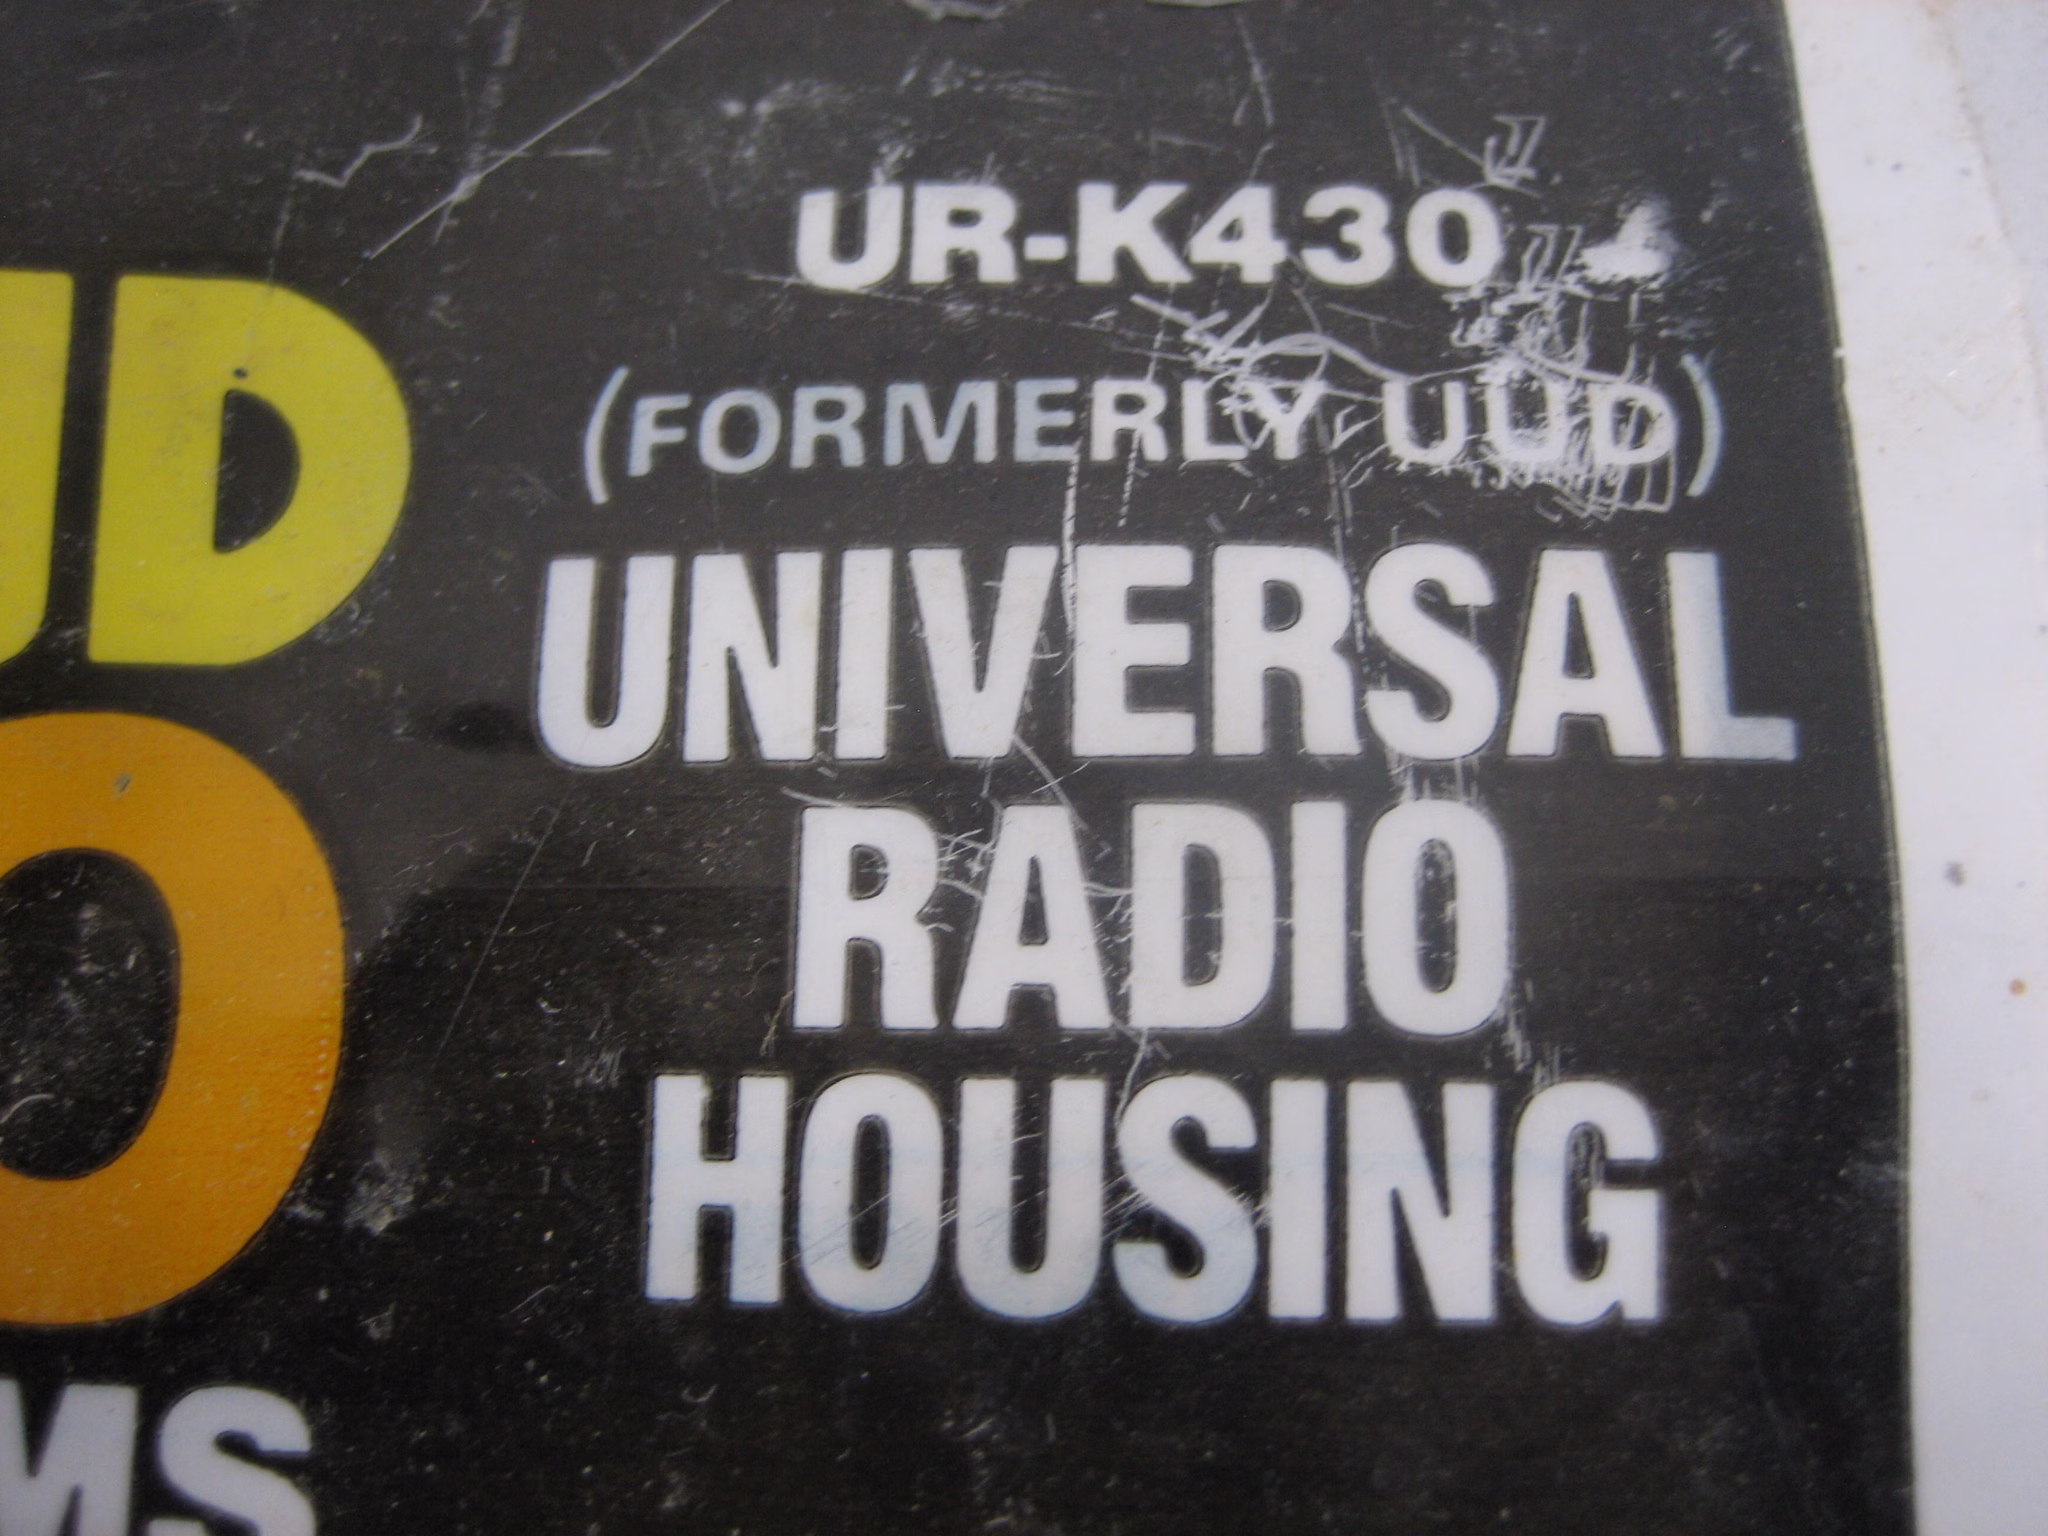 UR-K430
(FORMERLY UUD)
UNIVERSAL
RADIO
HOUSING